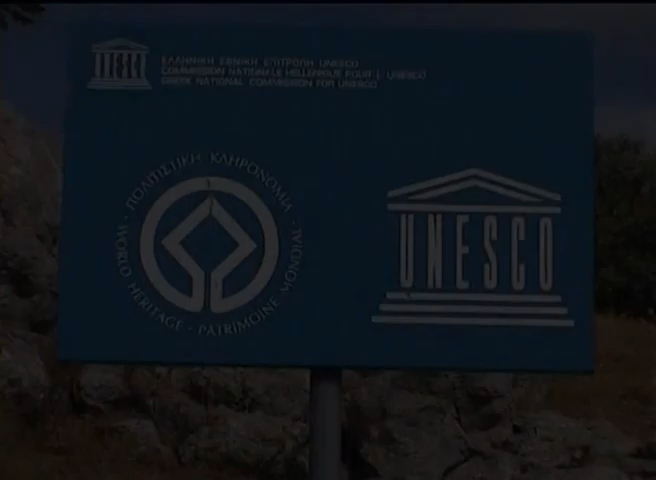 ΕΛΛΗΝΙΚΗ ΕΘΝΙΚΗ ΕΠΙΤΡΟΠΗ UNESCO
COMMISSION NATIONALE HELLENIQUE POUR L' UNESCO
GREEK NATIONAL COMMISSION FOR UNESCO
UNESCO
ΠΟΛΙΤΙΣΤΙΚΗ ΚΛΗΡΟΝΟΜΙΑ
WORLD HERITAGE · PATRIMOINE MONDIAL
UNESCO